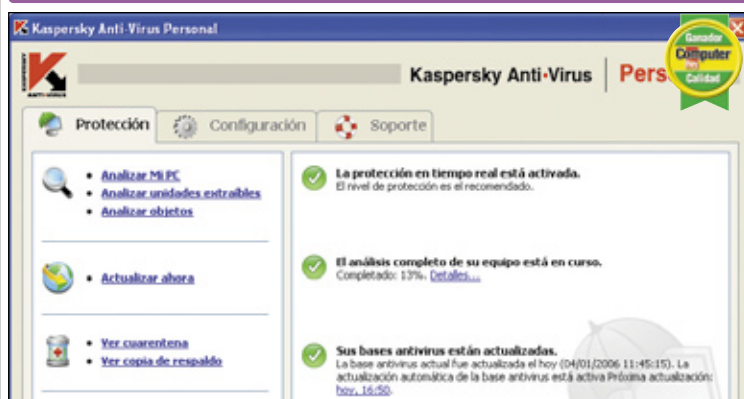 Kaspersky Anti-Virus Personal
Kaspersky Anti-Virus
Pers
Ganador
Computer
Calidad
Protección
Configuración
Soporte
Analizar Mi PC
Analizar unidades extraíbles
Analizar objetos
La protección en tiempo real está activada.
El nivel de protección es el recomendado.
Actualizar ahora
El análisis completo de su equipo está en curso.
Completado: 13%. Detalles...
Ver cuarentena
Ver copia de respaldo
Sus bases antivirus están actualizadas.
La base antivirus actual fue actualizada el hoy (04/01/2006 11:45:15). La
actualización automática de la base antivirus está activa Próxima actualización:
hoy, 16:50.